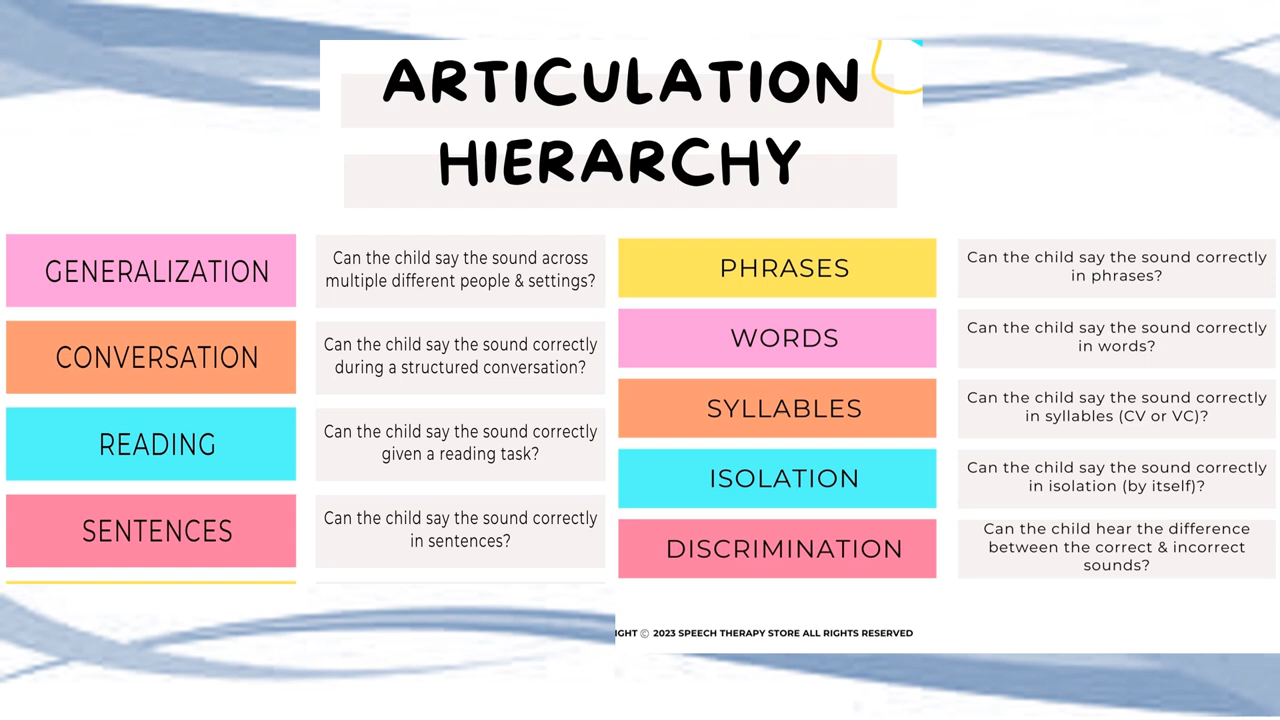 ARTICULATION
HIERARCHY
GENERALIZATION
Can the child say the sound across
multiple different people & settings?
CONVERSATION
Can the child say the sound correctly
during a structured conversation?
READING
Can the child say the sound correctly
given a reading task?
SENTENCES
Can the child say the sound correctly
in sentences?
PHRASES
Can the child say the sound correctly
in phrases?
WORDS
Can the child say the sound correctly
in words?
SYLLABLES
Can the child say the sound correctly
in syllables (CV or VC)?
ISOLATION
Can the child say the sound correctly
in isolation (by itself)?
DISCRIMINATION
Can the child hear the difference
between the correct & incorrect
sounds?
IGHT © 2023 SPEECH THERAPY STORE ALL RIGHTS RESERVED